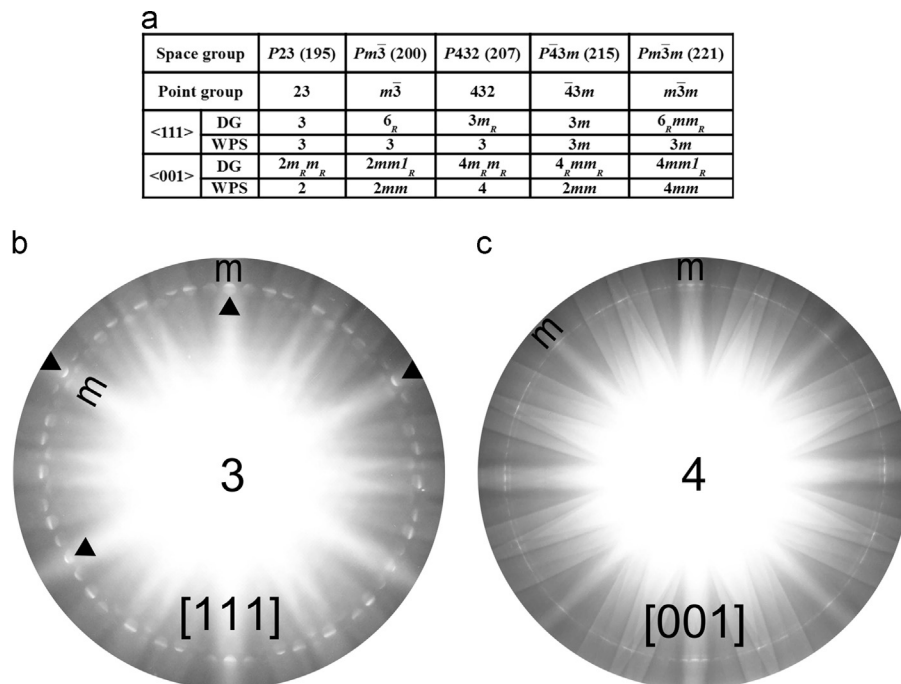 a
Space group P23 (195) Pm3̅ (200) P432 (207) P4̅3m (215) Pm3̅m (221)
Point group 23 m3̅ 432 4̅3m m3̅m
<111> DG 3 6R 3mR 3m 6RmmR
WPS 3 3 3 3m 3m
<001> DG 2mRmR 2mm1R 4mRmR 4RmmR 4mm1R
WPS 2 2mm 4 2mm 4mm
b
m
m
3
[111]
c
m
m
4
[001]